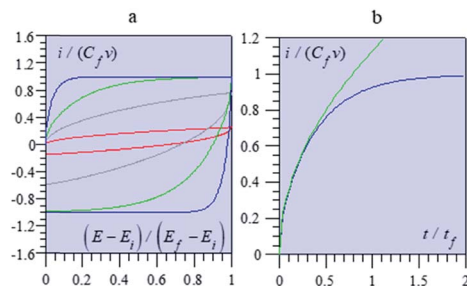 a
i / (C_f v)
1.6
1.2
0.8
0.4
0
-0.4
-0.8
-1.2
-1.6
(E−E_i)/(E_f −E_i)
0 0.2 0.4 0.6 0.8 1
b
i / (C_f v)
1.2
1.0
0.8
0.6
0.4
0.2
0
t / t_f
0 0.5 1.0 1.5 2